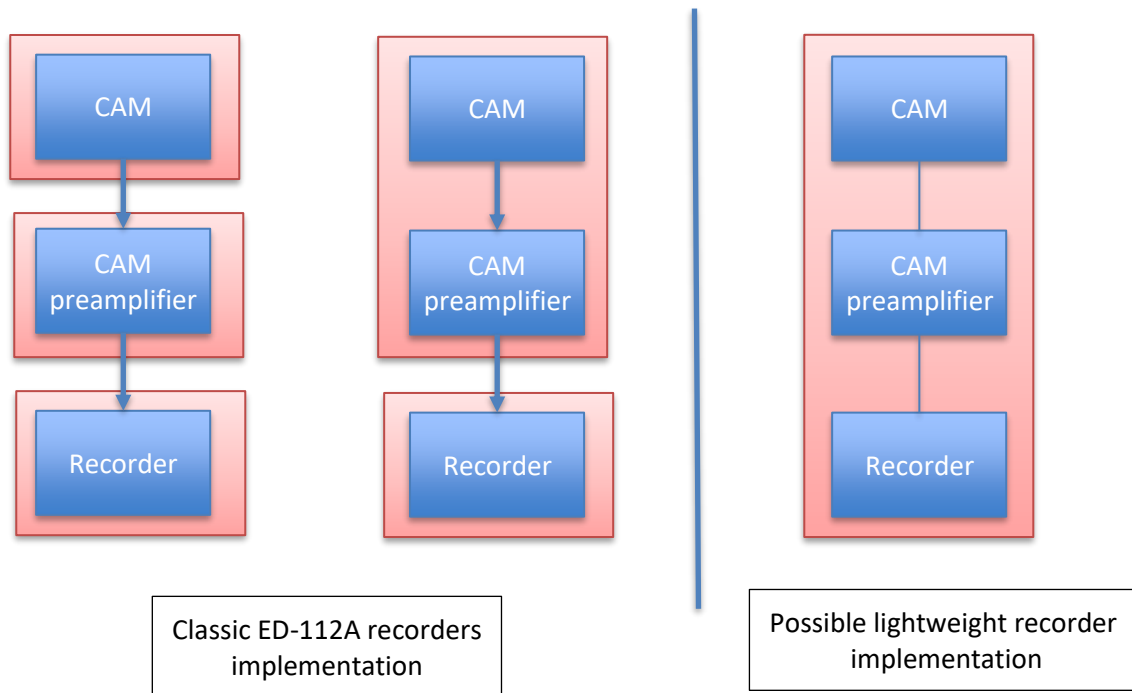 CAM
CAM
preamplifier
Recorder
CAM
CAM
preamplifier
Recorder
Classic ED-112A recorders
implementation
CAM
CAM
preamplifier
Recorder
Possible lightweight recorder
implementation